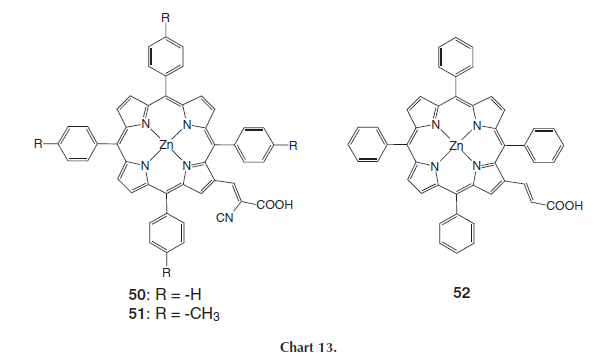 R
R
N
N
Zn
N
N
R
COOH
CN
R
50: R = -H
51: R = -CH3
N
N
Zn
N
N
COOH
52
Chart 13.